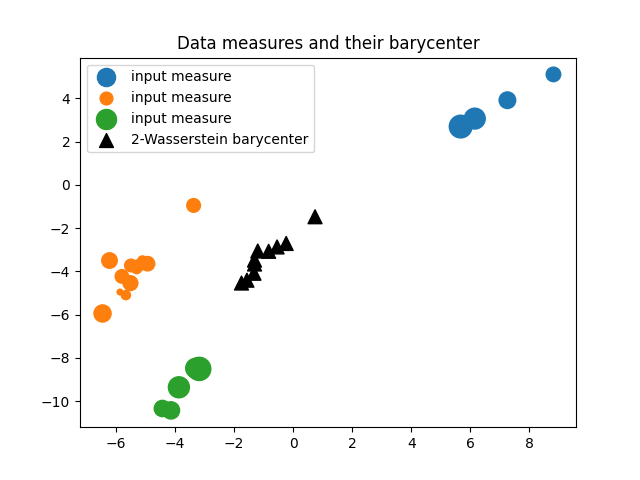 Data measures and their barycenter
input measure
input measure
input measure
2-Wasserstein barycenter
4
2
0
−2
−4
−6
−8
−10
−6 −4 −2 0 2 4 6 8